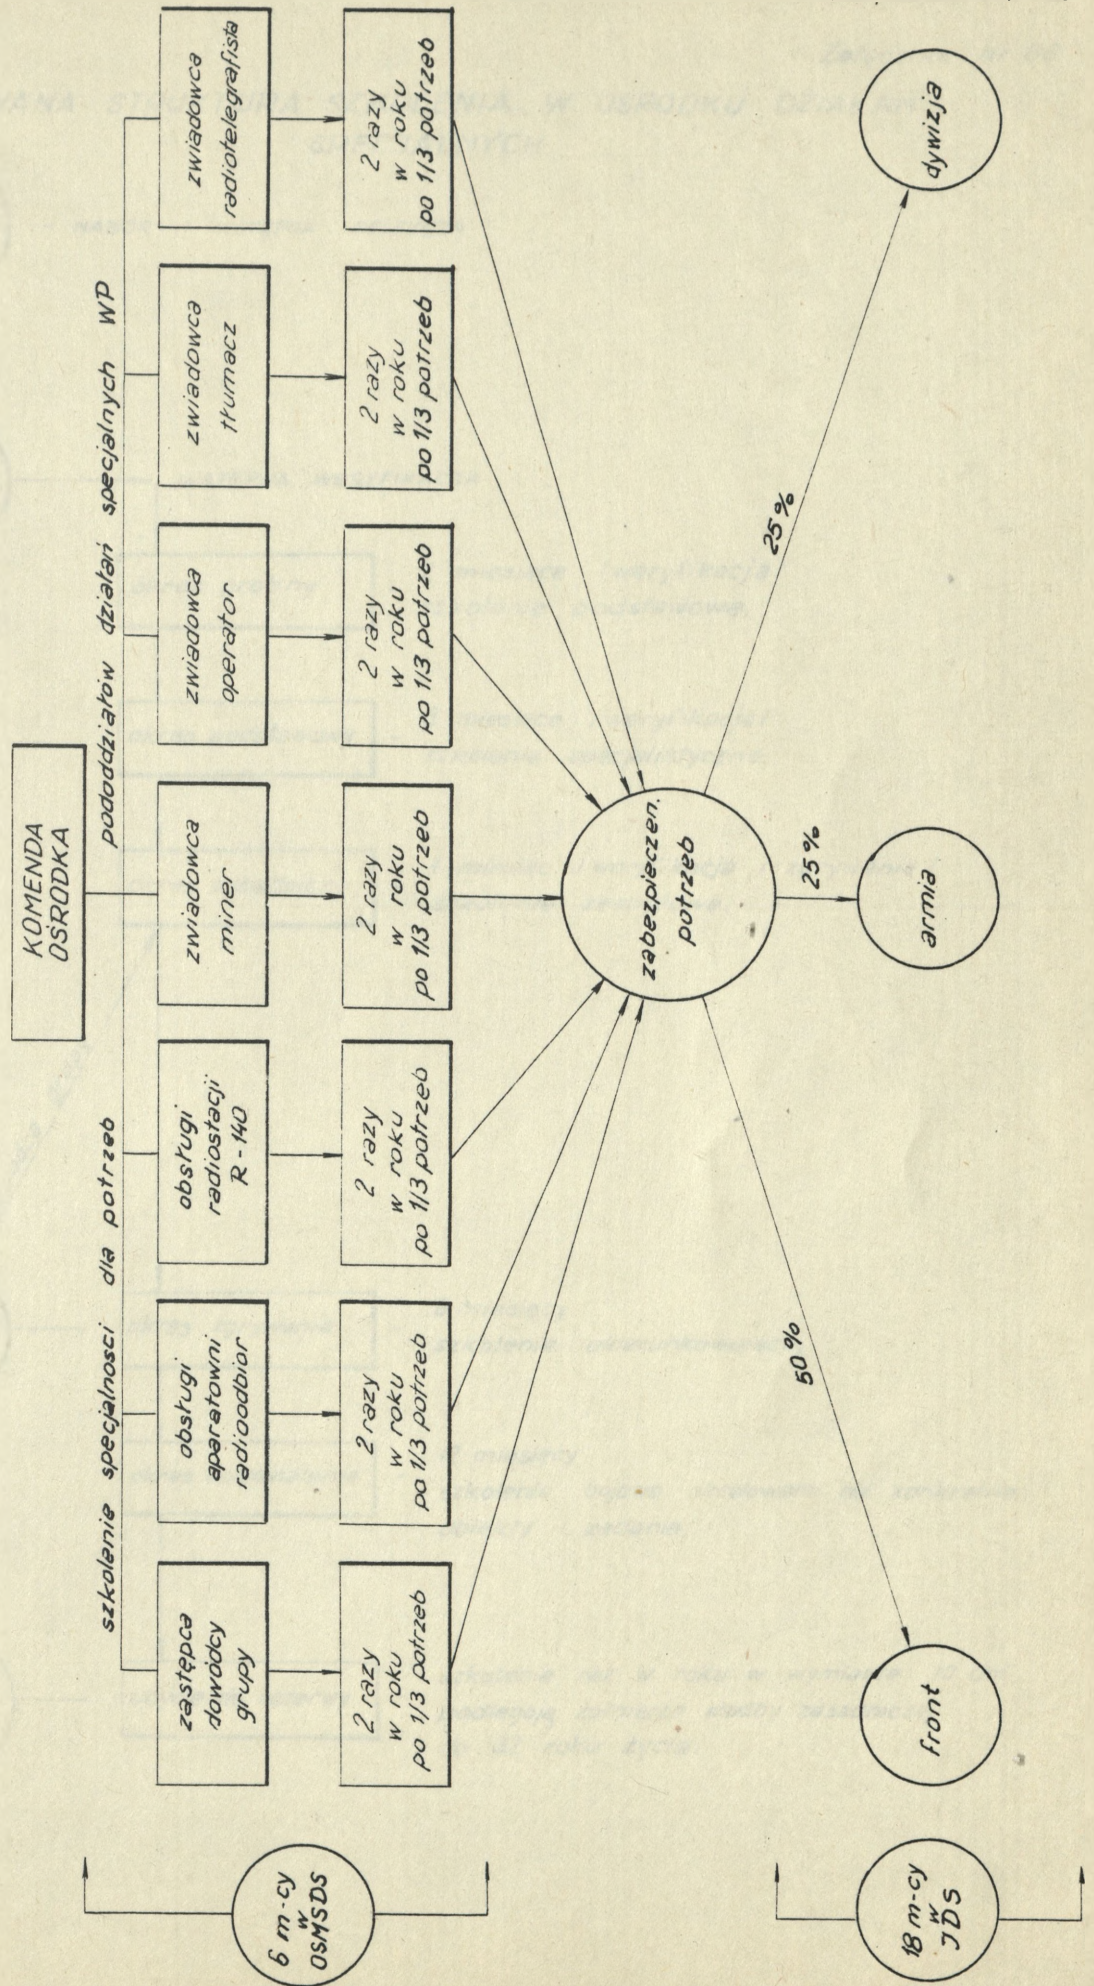 KOMENDA
OŚRODKA
szkolenie specjalnosci dla potrzeb pododdziałów działań specjalnych WP
6 m-cy
w
OSMSDS
zastępca
dowódcy
grupy
obsługi
aparatowni
radioodbior
obsługi
radiostacji
R-140
zwiadowca
miner
zwiadowca
operator
zwiadowca
tłumacz
zwiadowca
radiotelegrafista
2 razy
w roku
po 1/3 potrzeb
2 razy
w roku
po 1/3 potrzeb
2 razy
w roku
po 1/3 potrzeb
2 razy
w roku
po 1/3 potrzeb
2 razy
w roku
po 1/3 potrzeb
2 razy
w roku
po 1/3 potrzeb
2 razy
w roku
po 1/3 potrzeb
zabezpieczen.
potrzeb
50%
25%
25%
18 m-cy
w
JDS
front
armia
dywizja